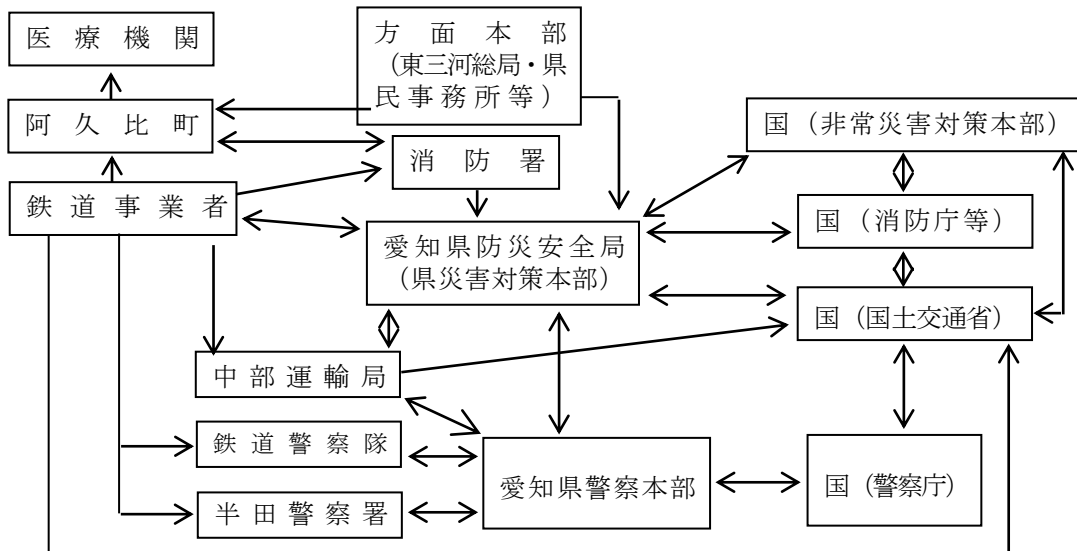 医療機関
方面本部
（東三河総局・県
民事務所等）
阿久比町
国（非常災害対策本部）
消防署
鉄道事業者
国（消防庁等）
愛知県防災安全局
（県災害対策本部）
国（国土交通省）
中部運輸局
鉄道警察隊
愛知県警察本部
国（警察庁）
半田警察署